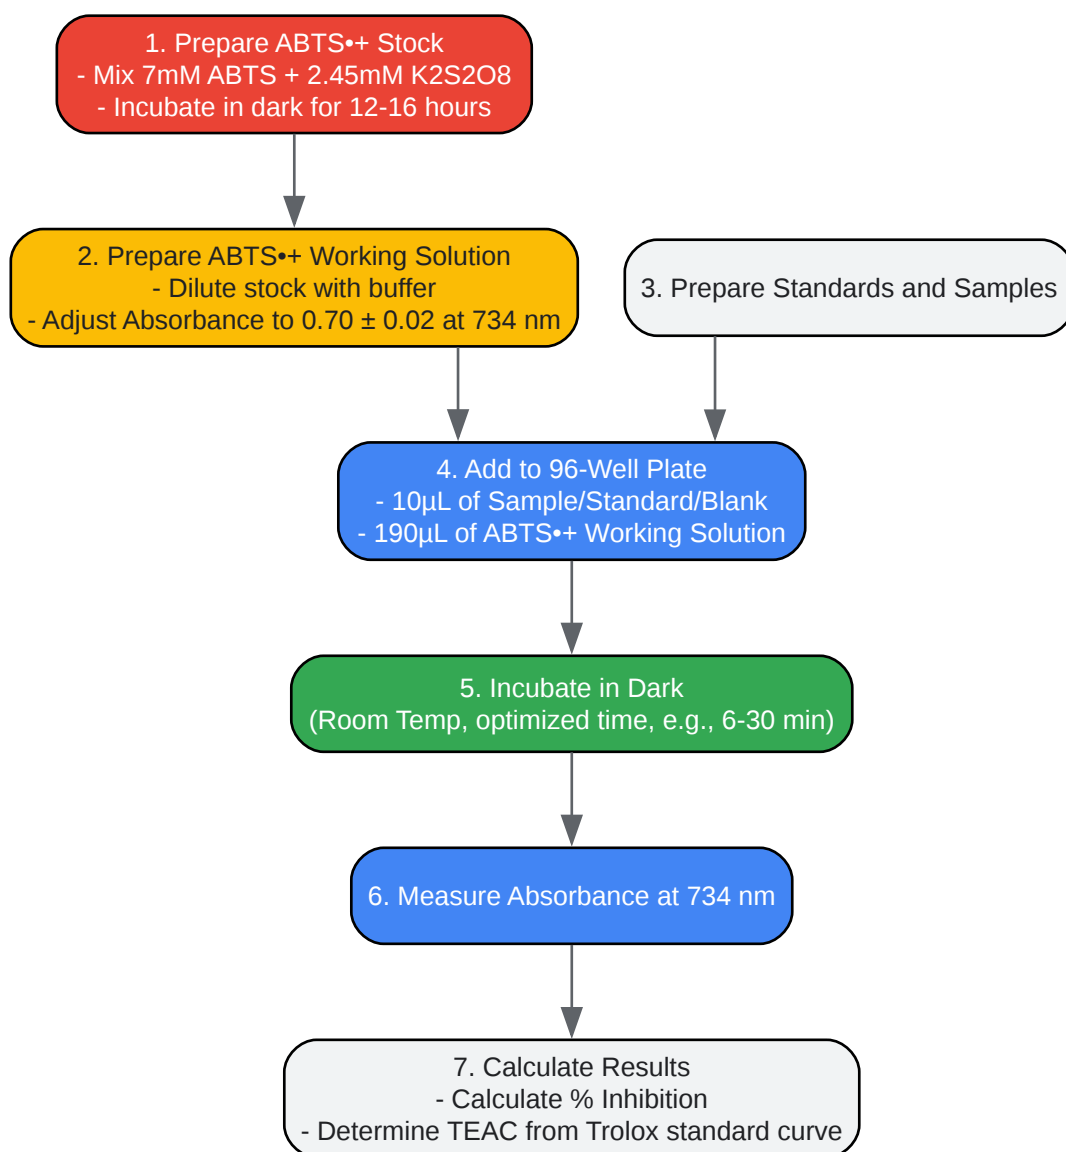 1. Prepare ABTS•+ Stock
- Mix 7mM ABTS + 2.45mM K2S2O8
- Incubate in dark for 12-16 hours
2. Prepare ABTS•+ Working Solution
- Dilute stock with buffer
- Adjust Absorbance to 0.70 ± 0.02 at 734 nm
3. Prepare Standards and Samples
4. Add to 96-Well Plate
- 10µL of Sample/Standard/Blank
- 190µL of ABTS•+ Working Solution
5. Incubate in Dark
(Room Temp, optimized time, e.g., 6-30 min)
6. Measure Absorbance at 734 nm
7. Calculate Results
- Calculate % Inhibition
- Determine TEAC from Trolox standard curve